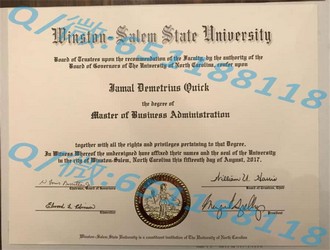 Winston-Salem State University
Board of Trustees upon the recommendation of the Faculty, by the authority of the
Board of Governors of The University of North Carolina, confer upon
Jamal Demetrius Quick
the degree of
Master of Business Administration
together with all the rights and privileges pertaining to that Degree.
In Witness Whereof the undersigned have affixed their names and the seal of the University
in the city of Winston-Salem, North Carolina this fifteenth day of August, 2017.
Winston-Salem State University is a constituent institution of The University of North Carolina.
Q/微:651188118
Q/微:651188118